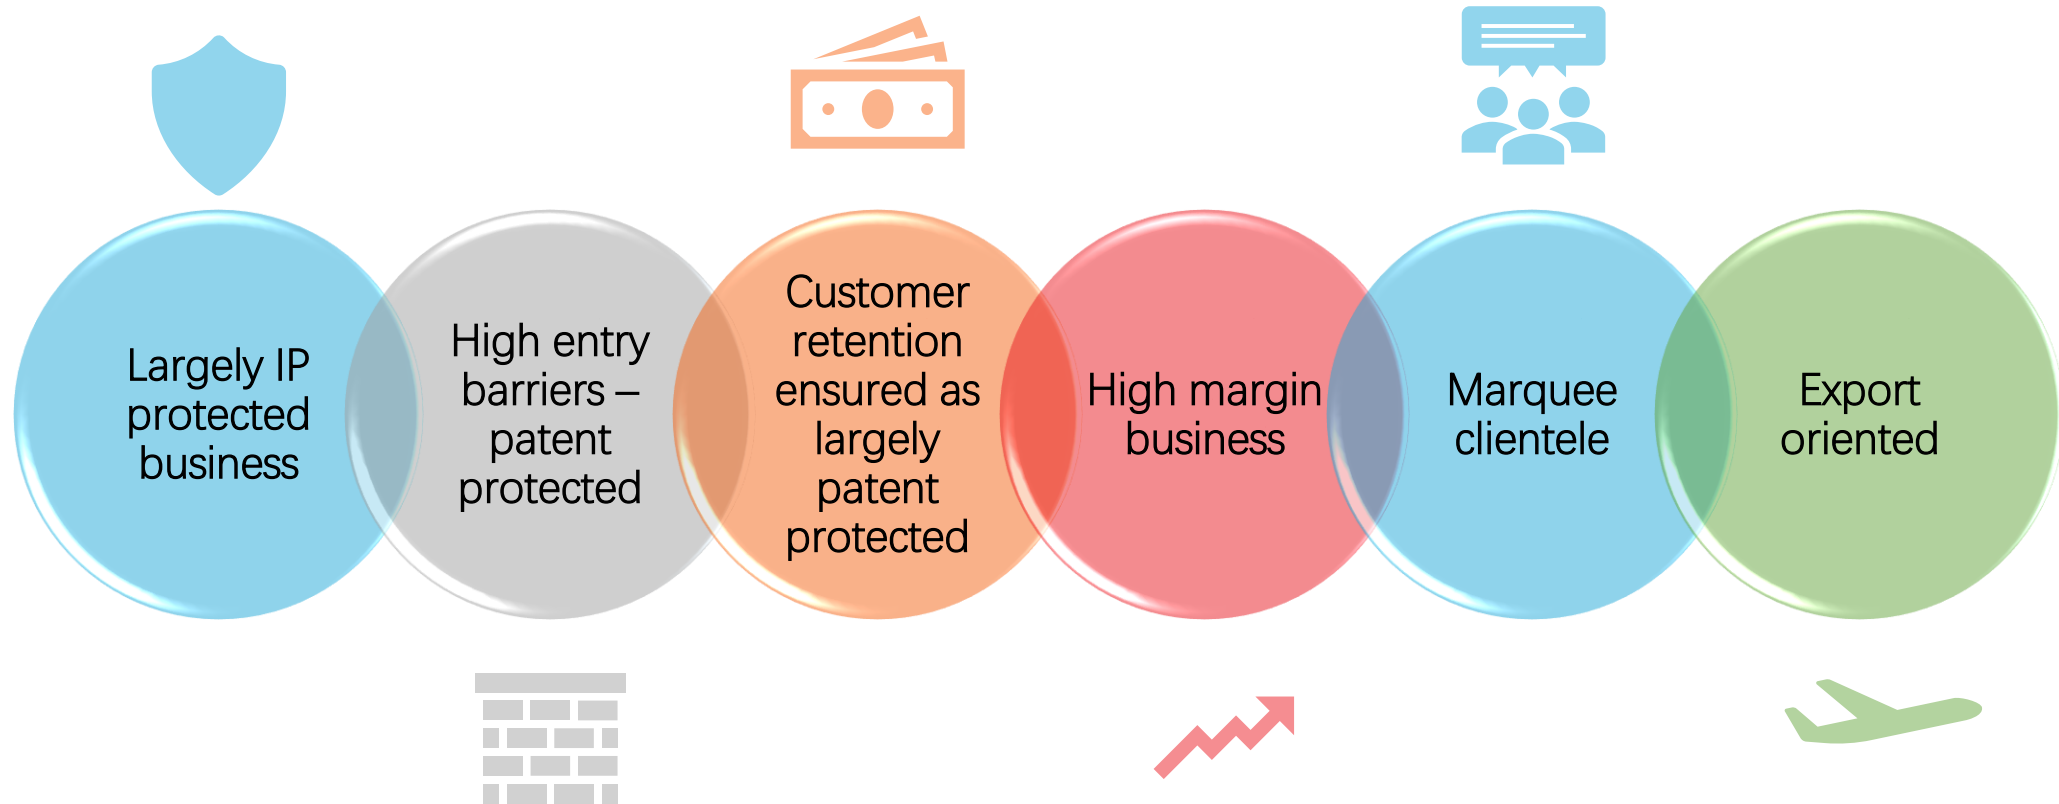 Largely IP
protected
business
High entry
barriers –
patent
protected
Customer
retention
ensured as
largely
patent
protected
High margin
business
Marquee
clientele
Export
oriented